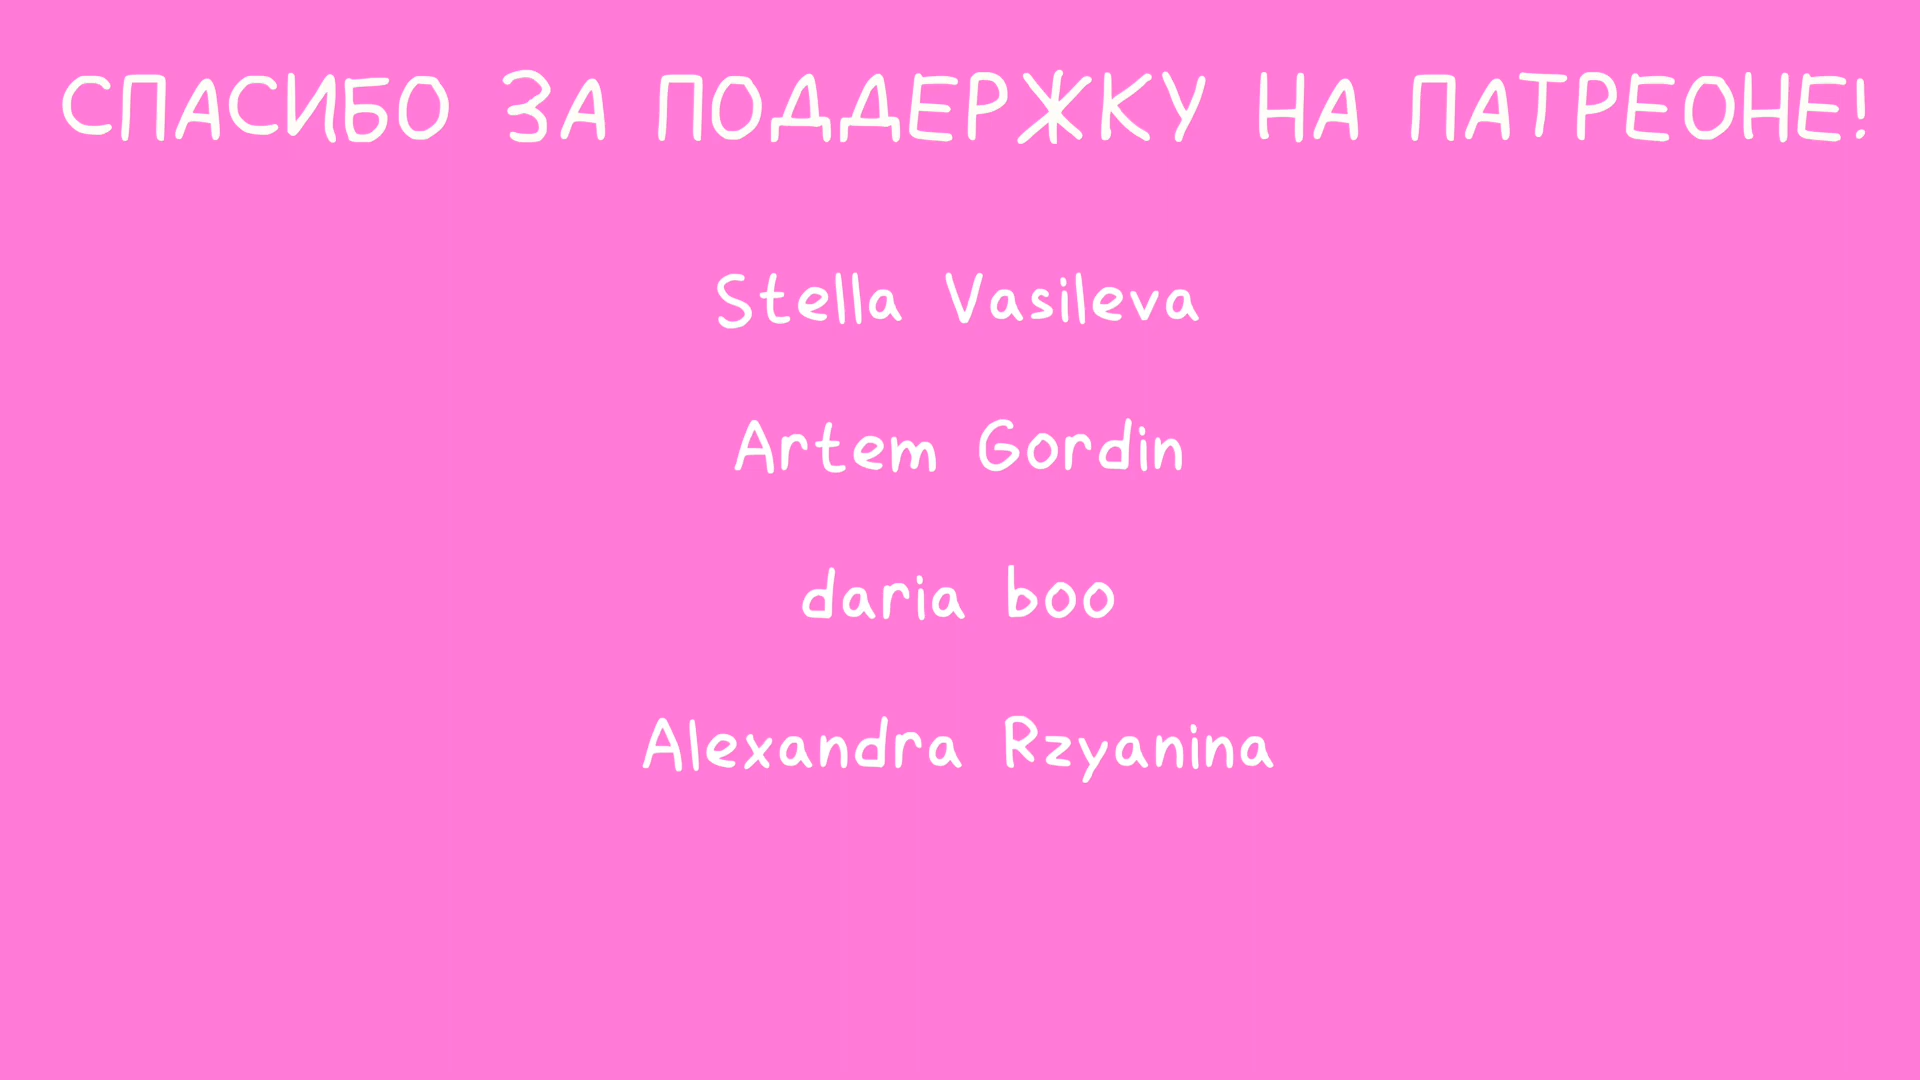 СПАСИБО ЗА ПОДДЕРЖКУ НА ПАТРЕОНЕ!
Stella Vasileva
Artem Gordin
daria boo
Alexandra Rzyanina